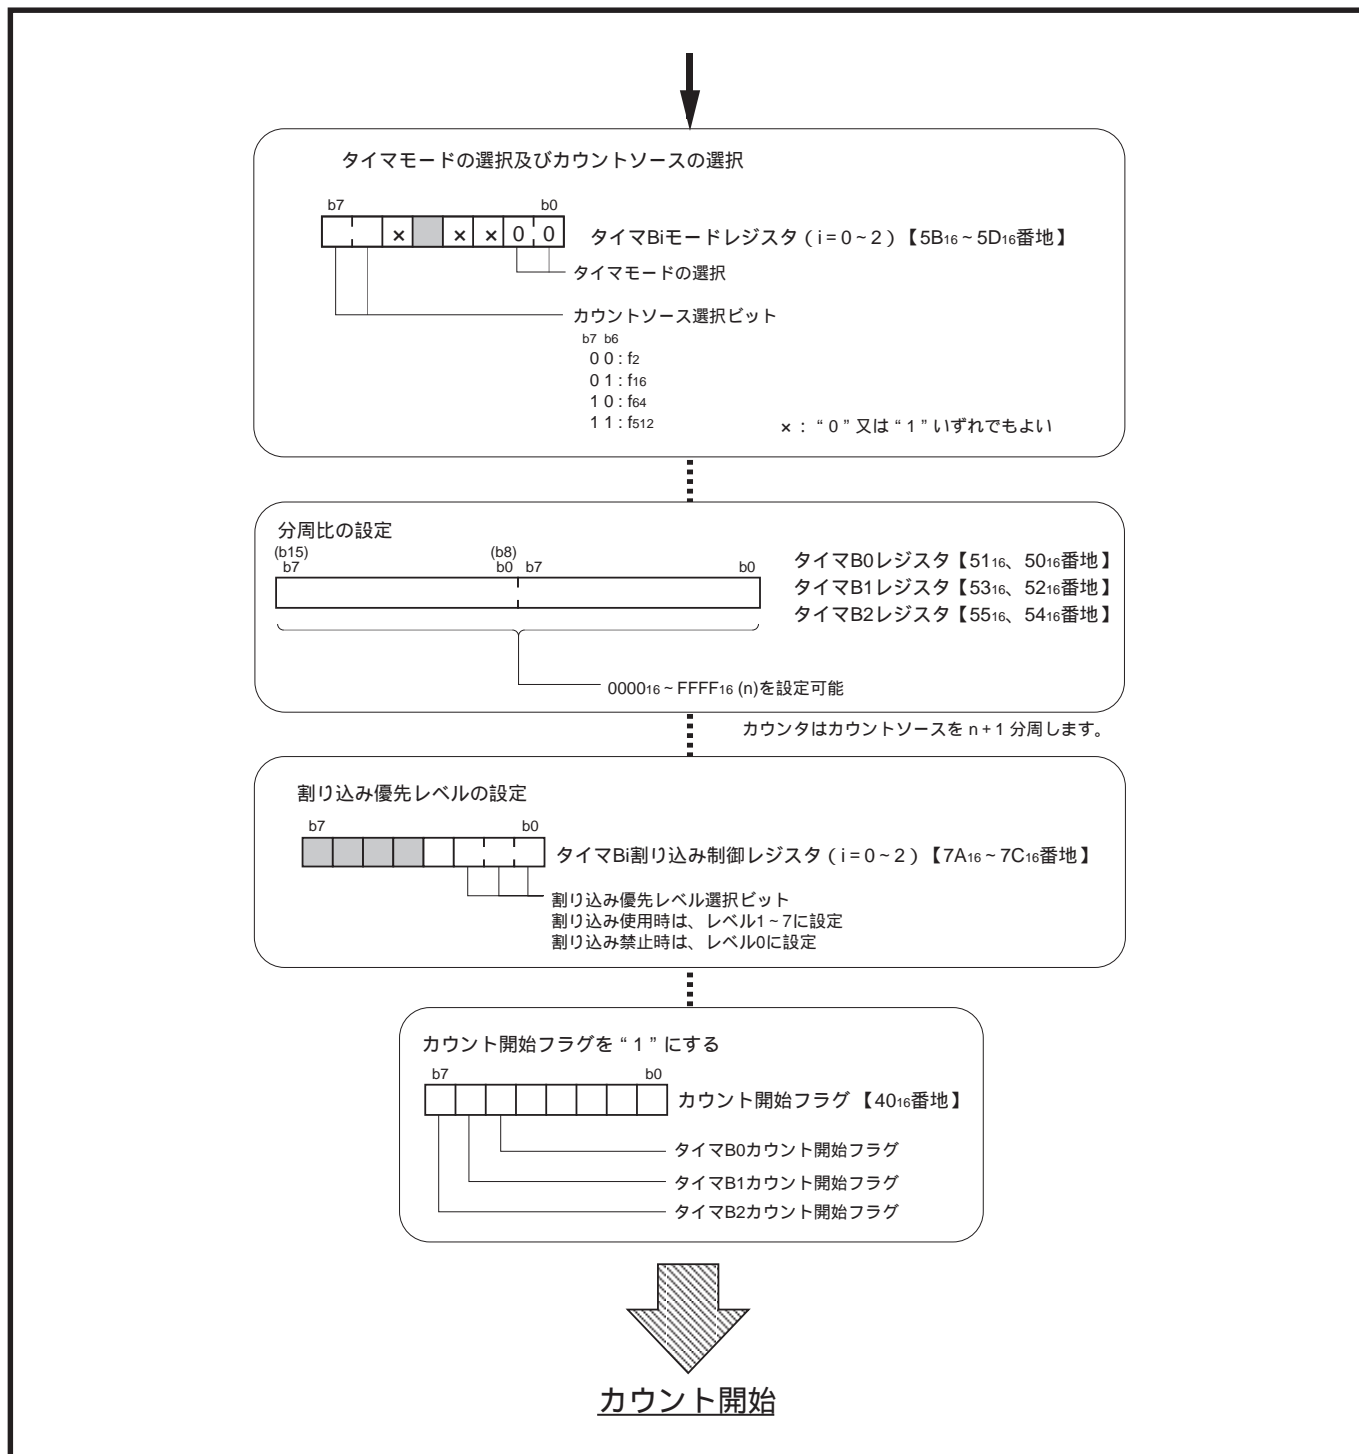 タイマモードの選択及びカウントソースの選択
b7 b0
× × × 0 0 タイマBiモードレジスタ（i=0~2）【5B16~5D16番地】
タイマモードの選択
カウントソース選択ビット
b7 b6
0 0 : f2
0 1 : f16
1 0 : f64
1 1 : f512
× : “0”又は“1”いずれでもよい
分周比の設定
(b15) (b8)
b7 b0 b7 b0
タイマB0レジスタ【5116、5016番地】
タイマB1レジスタ【5316、5216番地】
タイマB2レジスタ【5516、5416番地】
000016~FFFF16 (n)を設定可能
カウンタはカウントソースを n+1 分周します。
割り込み優先レベルの設定
b7 b0
タイマBi割り込み制御レジスタ（i=0~2）【7A16~7C16番地】
割り込み優先レベル選択ビット
割り込み使用時は、レベル1~7に設定
割り込み禁止時は、レベル0に設定
カウント開始フラグを“1”にする
b7 b0
カウント開始フラグ【4016番地】
タイマB0カウント開始フラグ
タイマB1カウント開始フラグ
タイマB2カウント開始フラグ
カウント開始